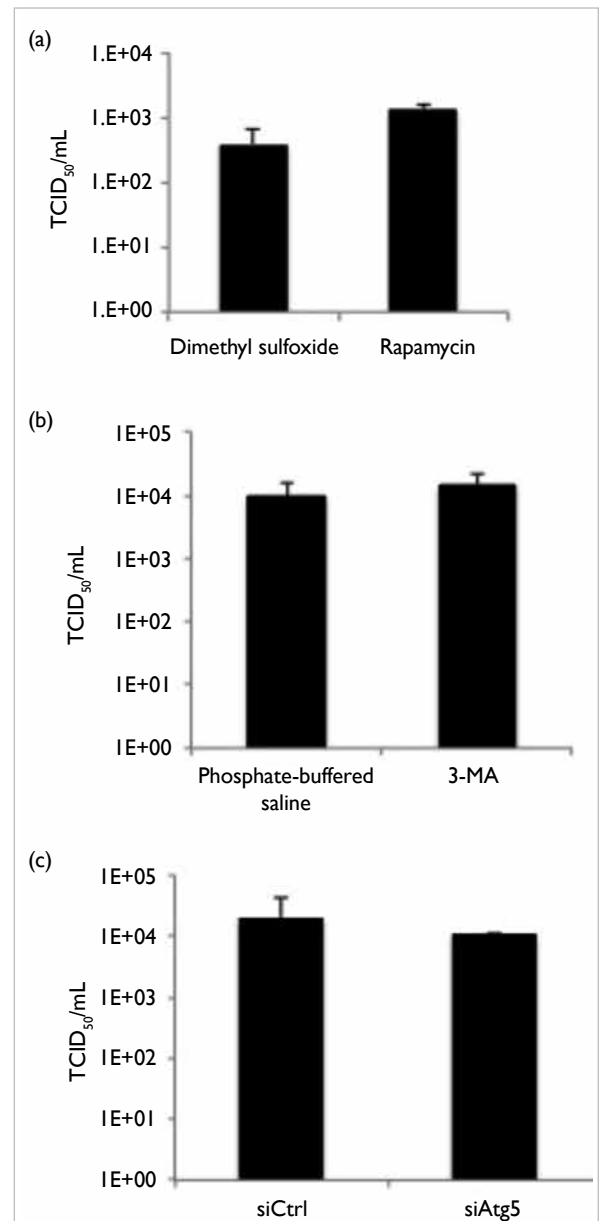 (a)
1.E+04
1.E+03
1.E+02
1.E+01
1.E+00
TCID50/mL
Dimethyl sulfoxide
Rapamycin
(b)
1E+05
1E+04
1E+03
1E+02
1E+01
1E+00
TCID50/mL
Phosphate-buffered
saline
3-MA
(c)
1E+05
1E+04
1E+03
1E+02
1E+01
1E+00
TCID50/mL
siCtrl
siAtg5